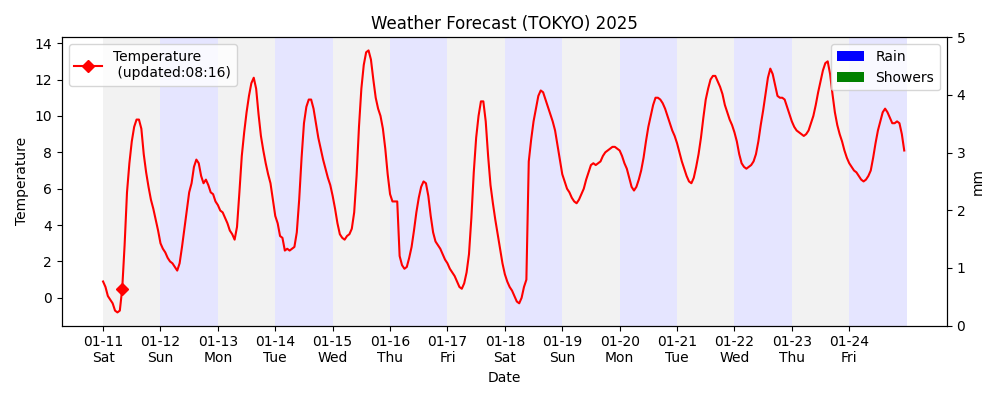 Weather Forecast (TOKYO) 2025
Temperature
(updated:08:16)
Rain
Showers
Temperature
14
12
10
8
6
4
2
0
5
4
3
2
1
0
mm
01-11 01-12 01-13 01-14 01-15 01-16 01-17 01-18 01-19 01-20 01-21 01-22 01-23 01-24
Sat Sun Mon Tue Wed Thu Fri Sat Sun Mon Tue Wed Thu Fri
Date